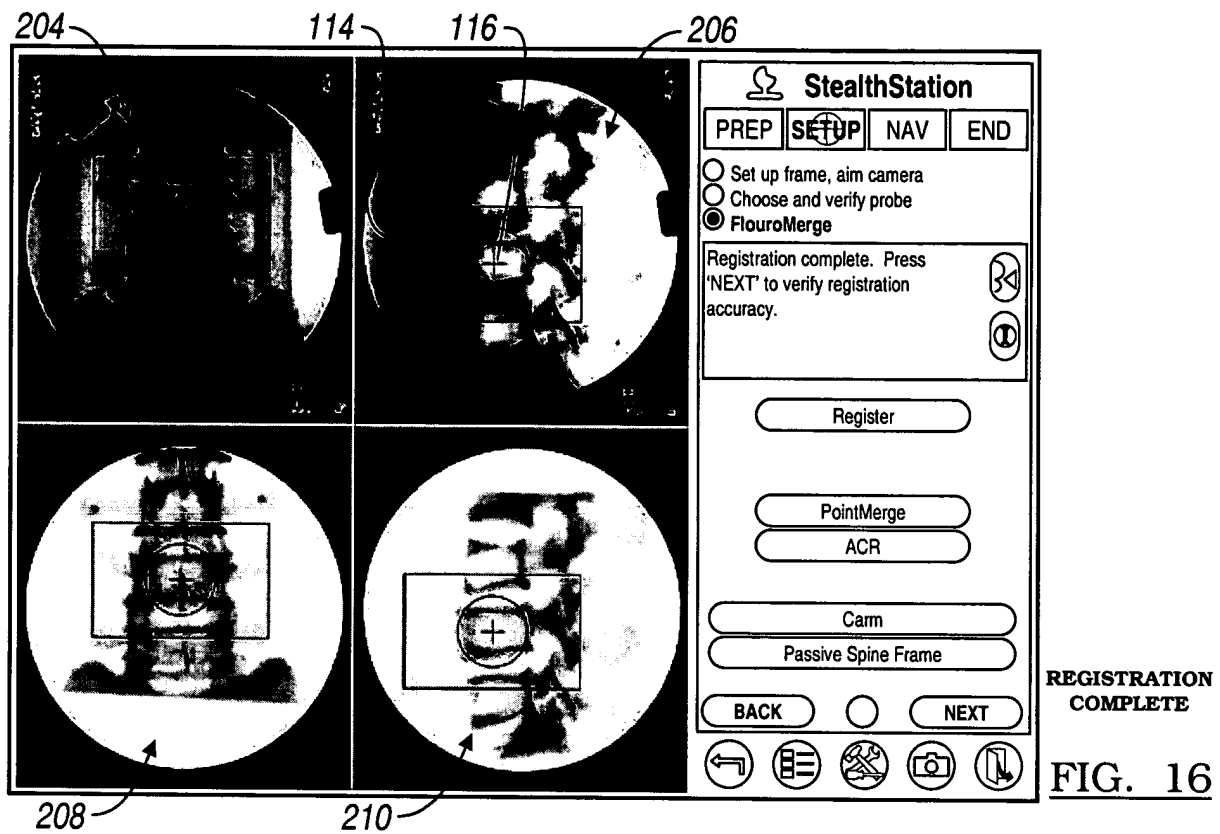 204
114
116
206
StealthStation
PREP
SETUP
NAV
END
Set up frame, aim camera
Choose and verify probe
FlouroMerge
Registration complete. Press
'NEXT' to verify registration
accuracy.
Register
PointMerge
ACR
Carm
Passive Spine Frame
BACK
NEXT
REGISTRATION
COMPLETE
FIG. 16
208
210